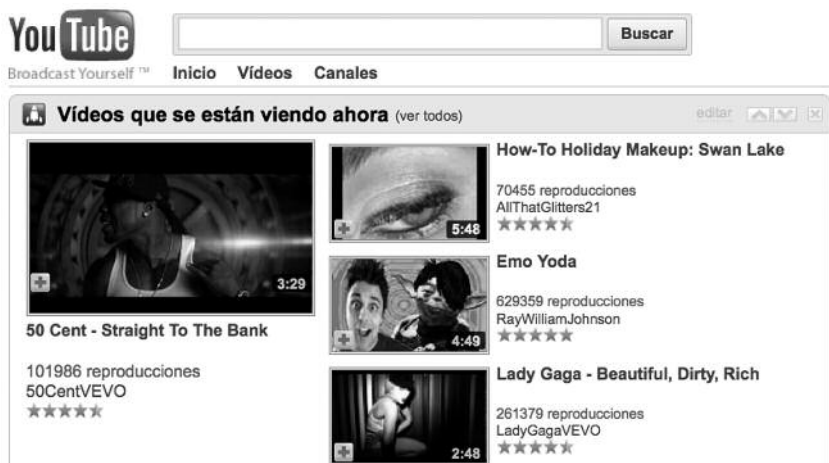 YouTube
Buscar
Broadcast Yourself ™
Inicio Vídeos Canales
Vídeos que se están viendo ahora (ver todos)
editar
3:29
50 Cent - Straight To The Bank
101986 reproducciones
50CentVEVO
5:48
How-To Holiday Makeup: Swan Lake
70455 reproducciones
AllThatGlitters21
4:49
Emo Yoda
629359 reproducciones
RayWilliamJohnson
2:48
Lady Gaga - Beautiful, Dirty, Rich
261379 reproducciones
LadyGagaVEVO